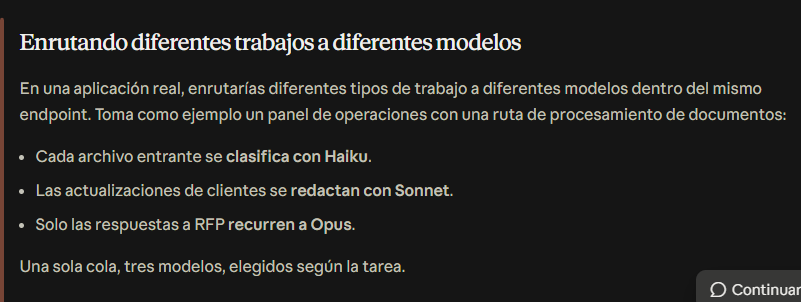 Enrutando diferentes trabajos a diferentes modelos
En una aplicación real, enrutarías diferentes tipos de trabajo a diferentes modelos dentro del mismo
endpoint. Toma como ejemplo un panel de operaciones con una ruta de procesamiento de documentos:
• Cada archivo entrante se clasifica con Haiku.
• Las actualizaciones de clientes se redactan con Sonnet.
• Solo las respuestas a RFP recurren a Opus.
Una sola cola, tres modelos, elegidos según la tarea.
Continuar